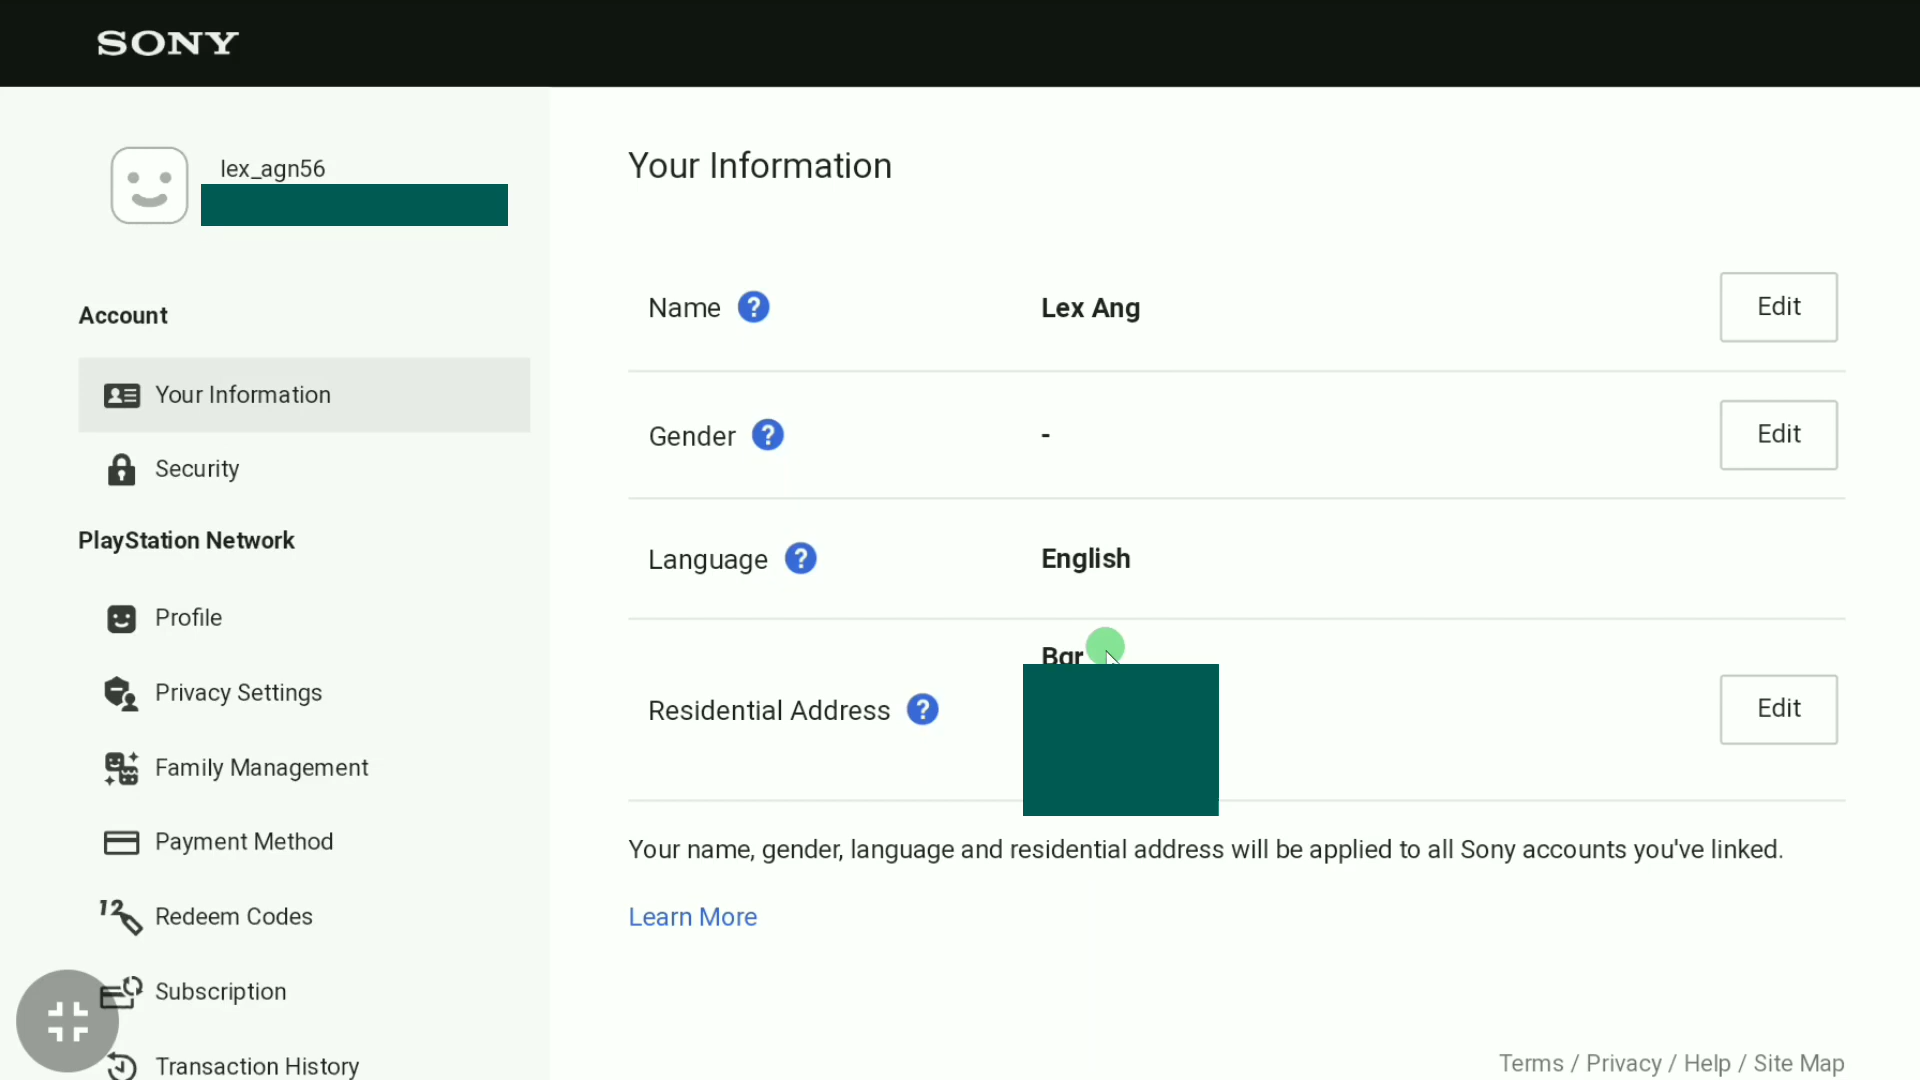 SONY
lex_agn56
Account
Your Information
Security
PlayStation Network
Profile
Privacy Settings
Family Management
Payment Method
Redeem Codes
Subscription
Transaction History
Your Information
Name ?
Lex Ang
Edit
Gender ?
-
Edit
Language ?
English
Residential Address ?
Edit
Your name, gender, language and residential address will be applied to all Sony accounts you've linked.
Learn More
Terms / Privacy / Help / Site Map